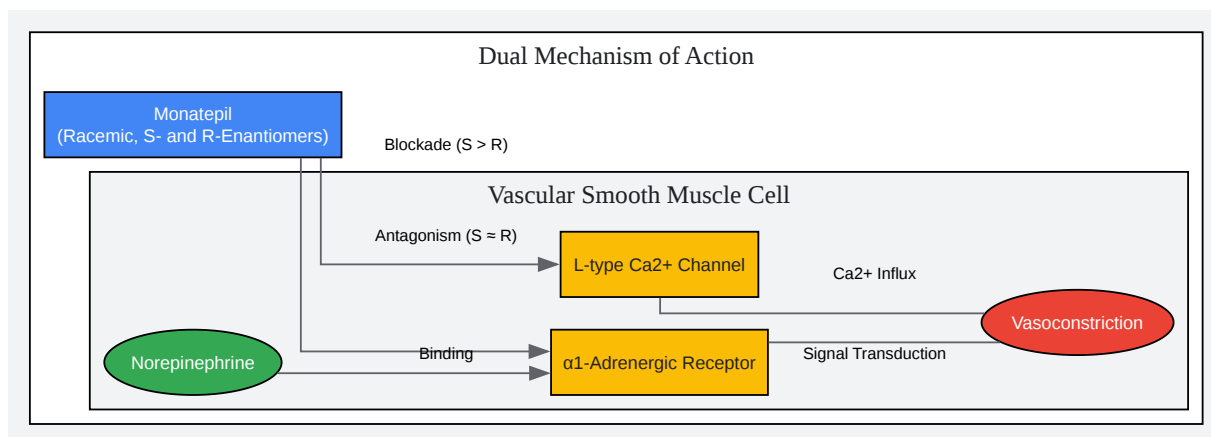 Dual Mechanism of Action
Monatepil
(Racemic, S- and R-Enantiomers)
Blockade (S > R)
Vascular Smooth Muscle Cell
Antagonism (S ≈ R)
L-type Ca2+ Channel
Ca2+ Influx
Vasoconstriction
Norepinephrine
Binding
α1-Adrenergic Receptor
Signal Transduction